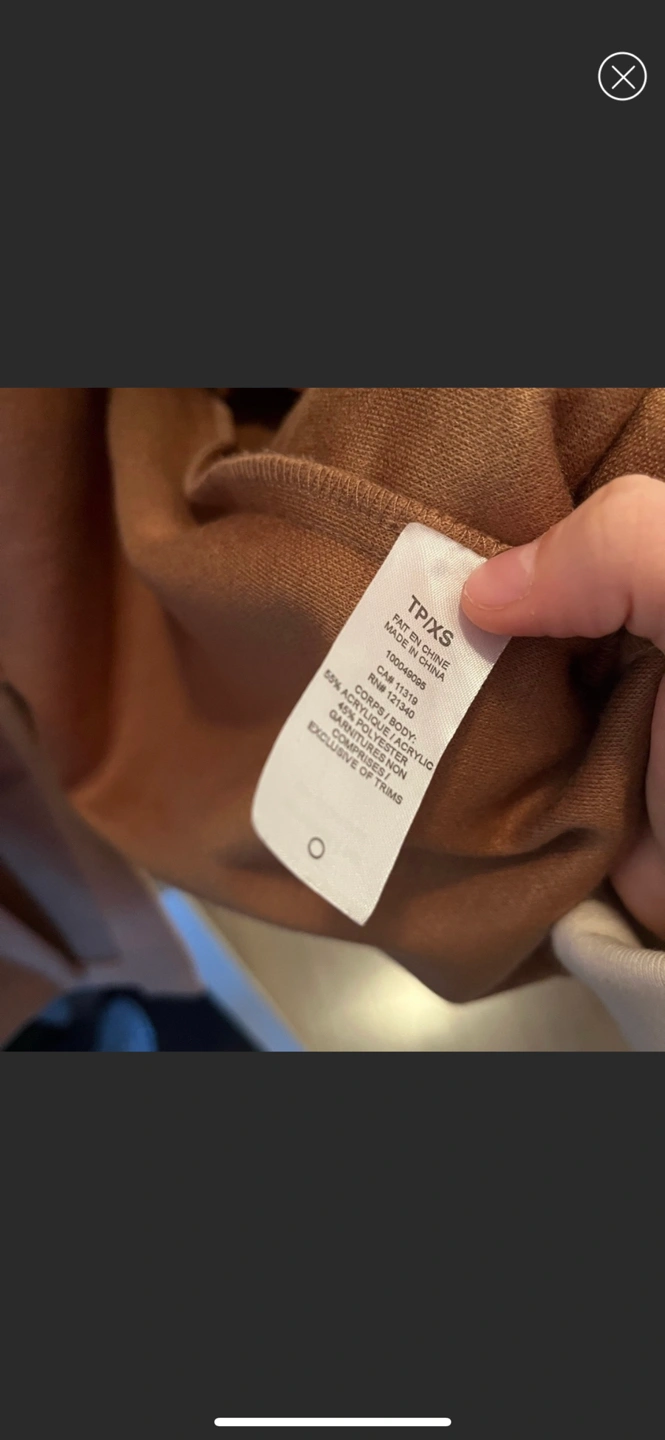 TP/XS
FAIT EN CHINE
MADE IN CHINA
100049095
CA# 11319
RN# 121340
CORPS / BODY:
55% ACRYLIQUE / ACRYLIC
45% POLYESTER
GARNITURES NON
COMPRISES /
EXCLUSIVE OF TRIMS